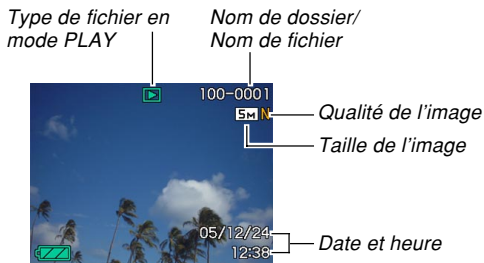 Type de fichier en
mode PLAY
Nom de dossier/
Nom de fichier
100-0001
5M N
Qualité de l'image
Taille de l'image
05/12/24
12:38
Date et heure